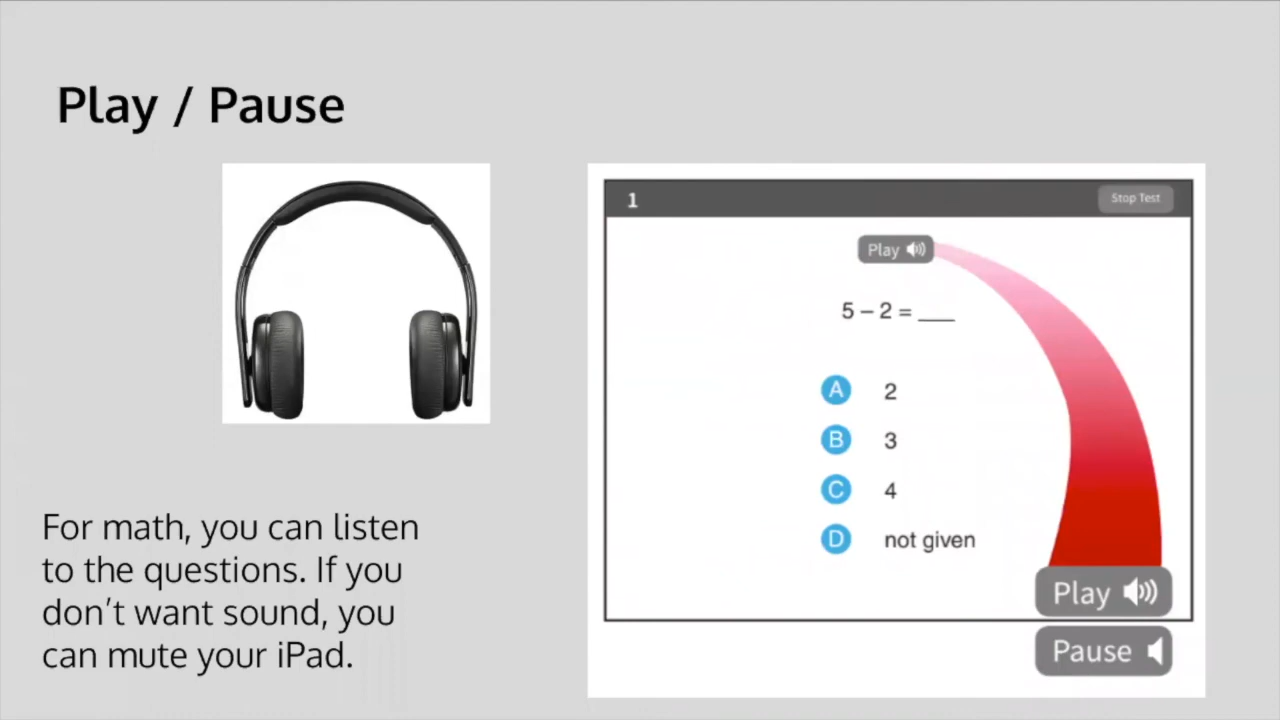 Play / Pause
For math, you can listen
to the questions. If you
don't want sound, you
can mute your iPad.
1
Stop Test
Play
5 – 2 = ___
A 2
B 3
C 4
D not given
Play
Pause